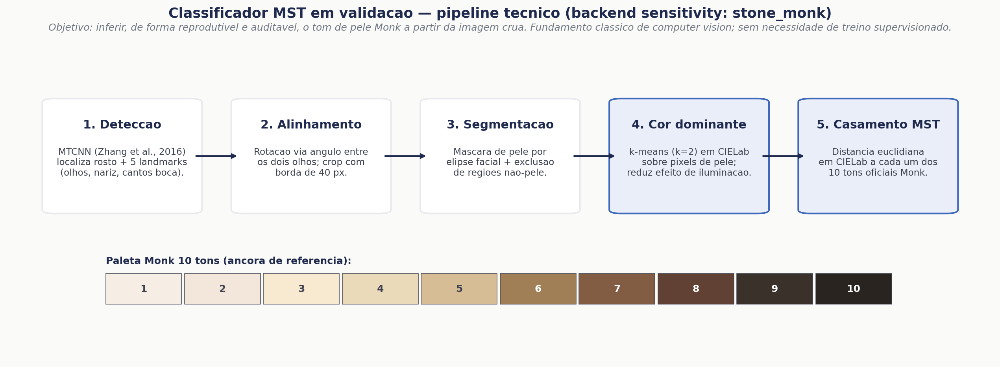 Classificador MST em validacao — pipeline tecnico (backend sensitivity: stone_monk)
Objetivo: inferir, de forma reprodutivel e auditavel, o tom de pele Monk a partir da imagem crua. Fundamento classico de computer vision; sem necessidade de treino supervisionado.
1. Deteccao
MTCNN (Zhang et al., 2016)
localiza rosto + 5 landmarks
(olhos, nariz, cantos boca).
2. Alinhamento
Rotacao via angulo entre
os dois olhos; crop com
borda de 40 px.
3. Segmentacao
Mascara de pele por
elipse facial + exclusao
de regioes nao-pele.
4. Cor dominante
k-means (k=2) em CIELab
sobre pixels de pele;
reduz efeito de iluminacao.
5. Casamento MST
Distancia euclidiana
em CIELab a cada um dos
10 tons oficiais Monk.
Paleta Monk 10 tons (ancora de referencia):
1 2 3 4 5 6 7 8 9 10